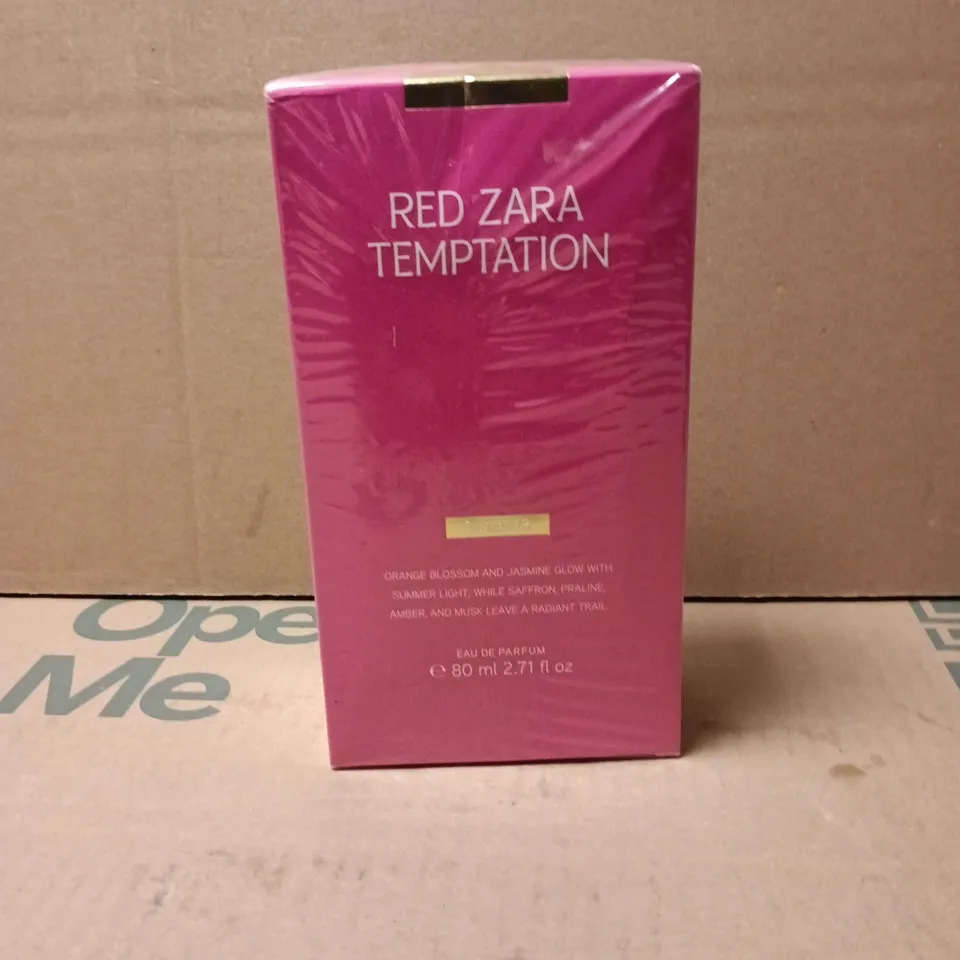 RED ZARA
TEMPTATION
ORANGE BLOSSOM AND JASMINE GLOW WITH
SUMMER LIGHT, WHILE SAFFRON, PRALINE,
AMBER, AND MUSK LEAVE A RADIANT TRAIL
EAU DE PARFUM
℮ 80 ml 2.71 fl oz
Ope
Me